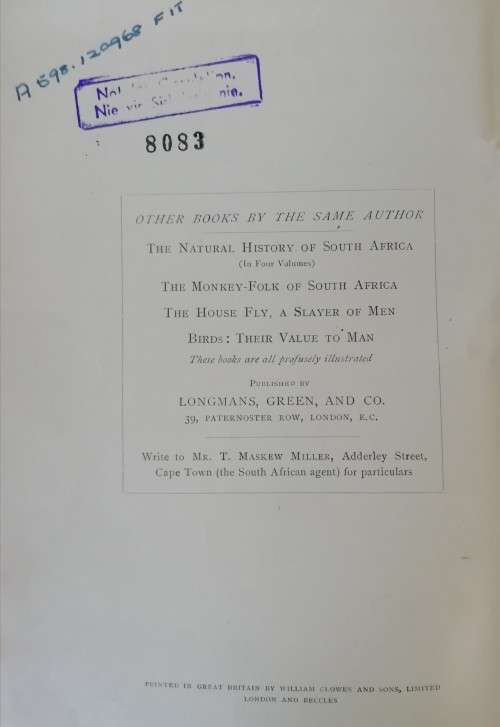 A 598.120968 FIT
Nie vir
8083
OTHER BOOKS BY THE SAME AUTHOR
THE NATURAL HISTORY OF SOUTH AFRICA
(In Four Volumes)
THE MONKEY-FOLK OF SOUTH AFRICA
THE HOUSE FLY, A SLAYER OF MEN
BIRDS: THEIR VALUE TO MAN
These books are all profusely illustrated
PUBLISHED BY
LONGMANS, GREEN, AND CO.
39, PATERNOSTER ROW, LONDON, E.C.
Write to MR. T. MASKEW MILLER, Adderley Street,
Cape Town (the South African agent) for particulars
PRINTED IN GREAT BRITAIN BY WILLIAM CLOWES AND SONS, LIMITED
LONDON AND BECCLES